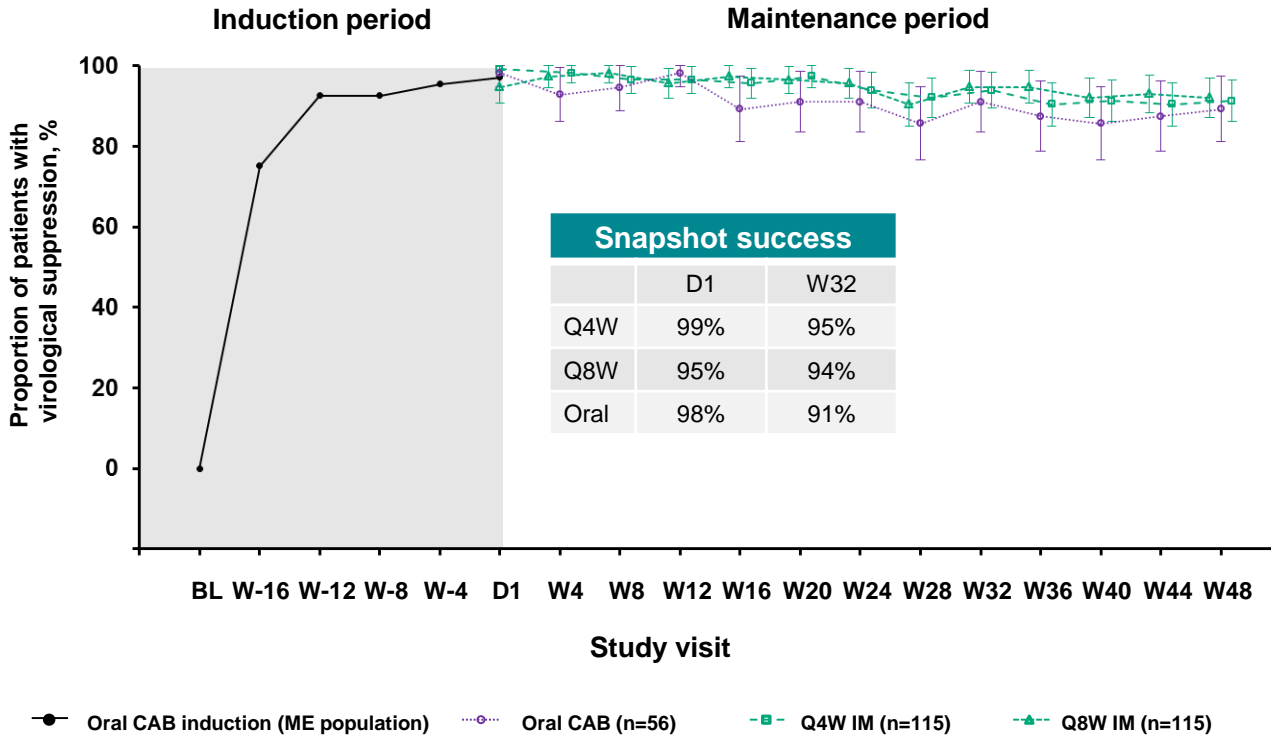 Induction period
Maintenance period
Proportion of patients with
virological suppression, %
100
80
60
40
20
0
Snapshot success
D1 W32
Q4W 99% 95%
Q8W 95% 94%
Oral 98% 91%
BL W-16 W-12 W-8 W-4 D1 W4 W8 W12 W16 W20 W24 W28 W32 W36 W40 W44 W48
Study visit
Oral CAB induction (ME population) Oral CAB (n=56) Q4W IM (n=115) Q8W IM (n=115)